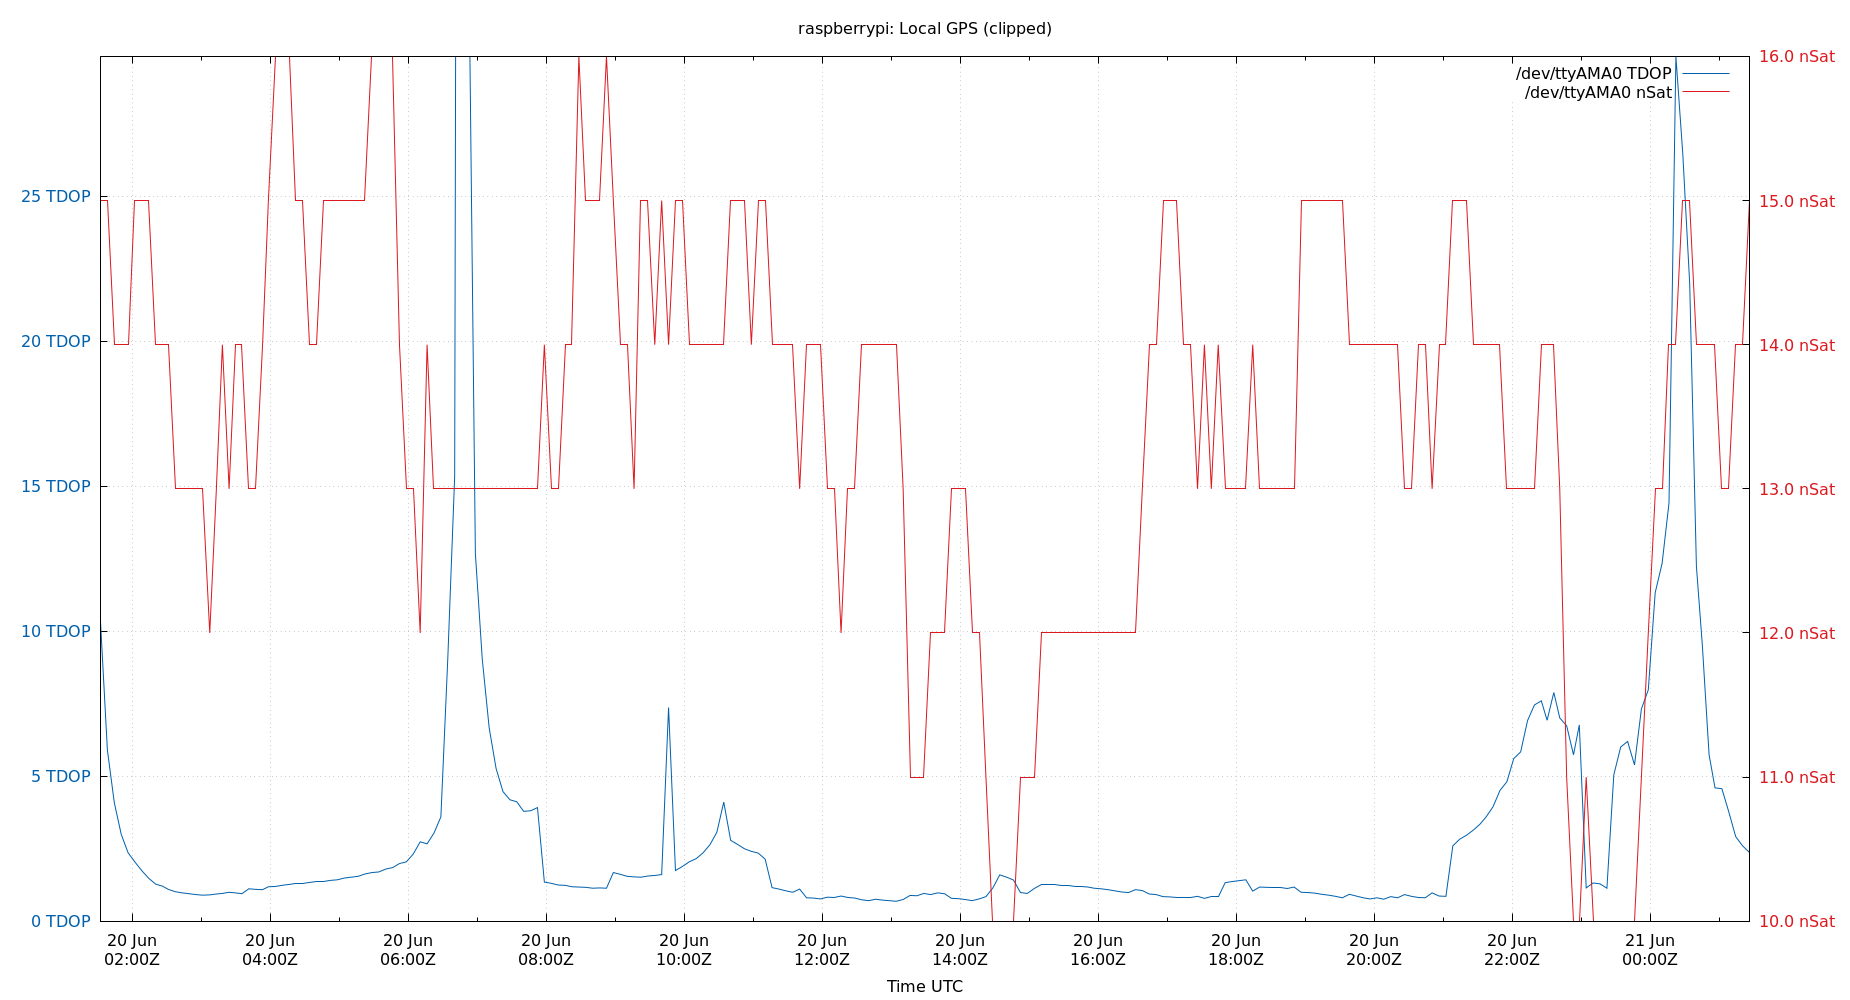 raspberrypi: Local GPS (clipped)
/dev/ttyAMA0 TDOP
/dev/ttyAMA0 nSat
25 TDOP
20 TDOP
15 TDOP
10 TDOP
5 TDOP
0 TDOP
16.0 nSat
15.0 nSat
14.0 nSat
13.0 nSat
12.0 nSat
11.0 nSat
10.0 nSat
20 Jun 20 Jun 20 Jun 20 Jun 20 Jun 20 Jun 20 Jun 20 Jun 20 Jun 20 Jun 20 Jun 21 Jun
02:00Z 04:00Z 06:00Z 08:00Z 10:00Z 12:00Z 14:00Z 16:00Z 18:00Z 20:00Z 22:00Z 00:00Z
Time UTC